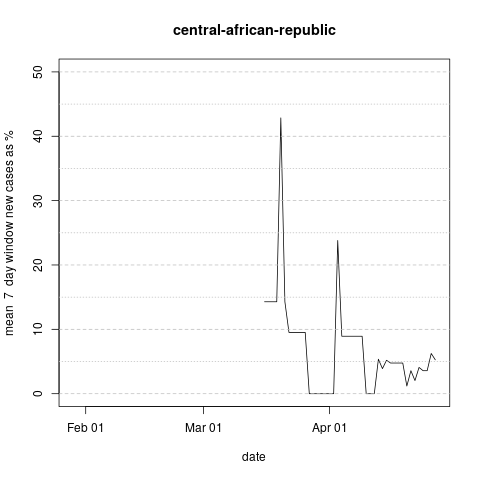 central-african-republic
mean 7 day window new cases as %
50
40
30
20
10
0
Feb 01
Mar 01
Apr 01
date